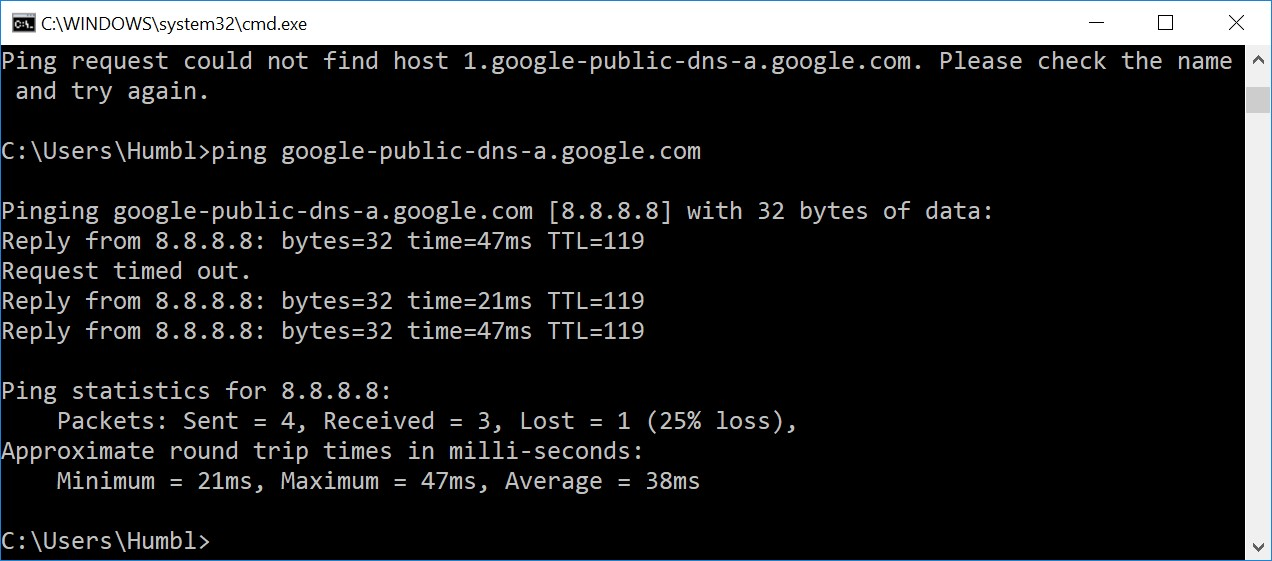 C:\WINDOWS\system32\cmd.exe
Ping request could not find host 1.google-public-dns-a.google.com. Please check the name
 and try again.
C:\Users\Humbl>ping google-public-dns-a.google.com
Pinging google-public-dns-a.google.com [8.8.8.8] with 32 bytes of data:
Reply from 8.8.8.8: bytes=32 time=47ms TTL=119
Request timed out.
Reply from 8.8.8.8: bytes=32 time=21ms TTL=119
Reply from 8.8.8.8: bytes=32 time=47ms TTL=119
Ping statistics for 8.8.8.8:
    Packets: Sent = 4, Received = 3, Lost = 1 (25% loss),
Approximate round trip times in milli-seconds:
    Minimum = 21ms, Maximum = 47ms, Average = 38ms
C:\Users\Humbl>